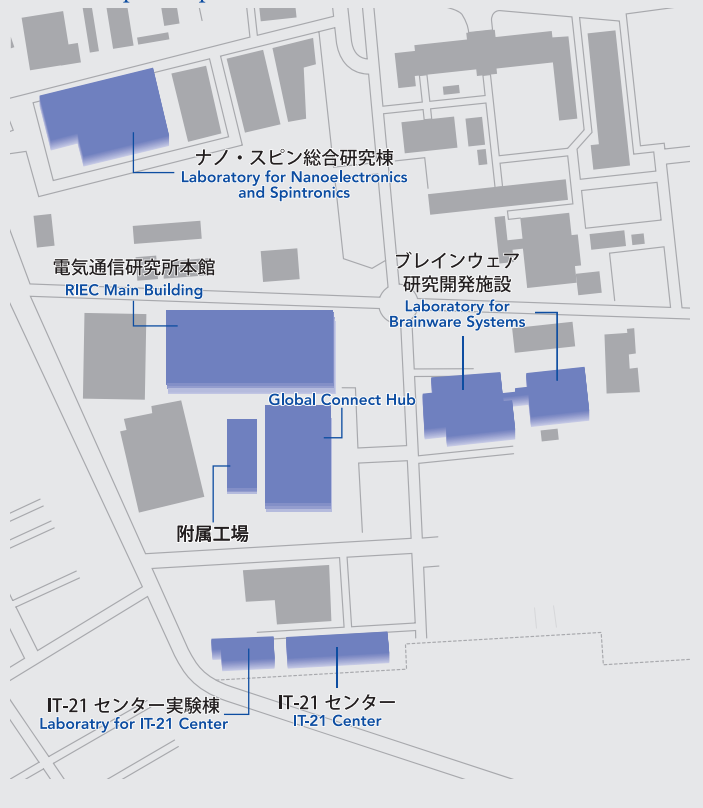 ナノ・スピン総合研究棟
Laboratory for Nanoelectronics
and Spintronics
電気通信研究所本館
RIEC Main Building
ブレインウェア
研究開発施設
Laboratory for
Brainware Systems
Global Connect Hub
附属工場
IT-21 センター実験棟
Laboratry for IT-21 Center
IT-21 センター
IT-21 Center